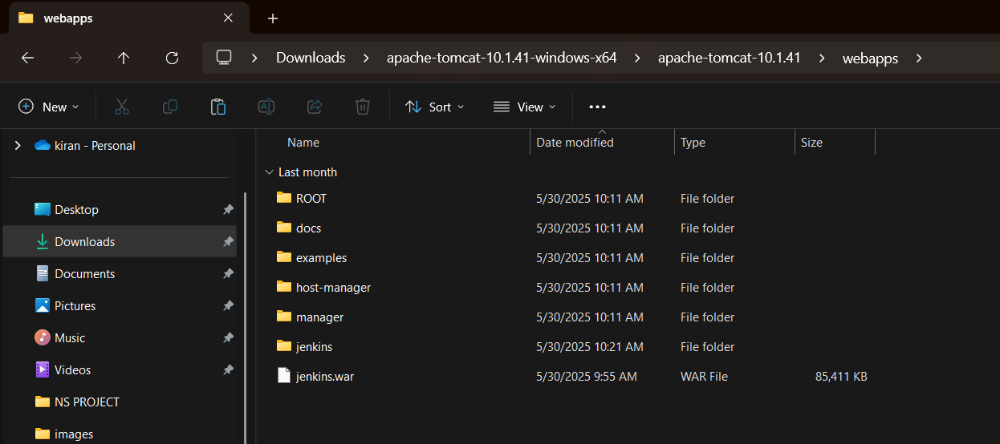 webapps
Downloads > apache-tomcat-10.1.41-windows-x64 > apache-tomcat-10.1.41 > webapps >
New Sort View
kiran - Personal
Desktop
Downloads
Documents
Pictures
Music
Videos
NS PROJECT
images
Name Date modified Type Size
Last month
ROOT 5/30/2025 10:11 AM File folder
docs 5/30/2025 10:11 AM File folder
examples 5/30/2025 10:11 AM File folder
host-manager 5/30/2025 10:11 AM File folder
manager 5/30/2025 10:11 AM File folder
jenkins 5/30/2025 10:21 AM File folder
jenkins.war 5/30/2025 9:55 AM WAR File 85,411 KB